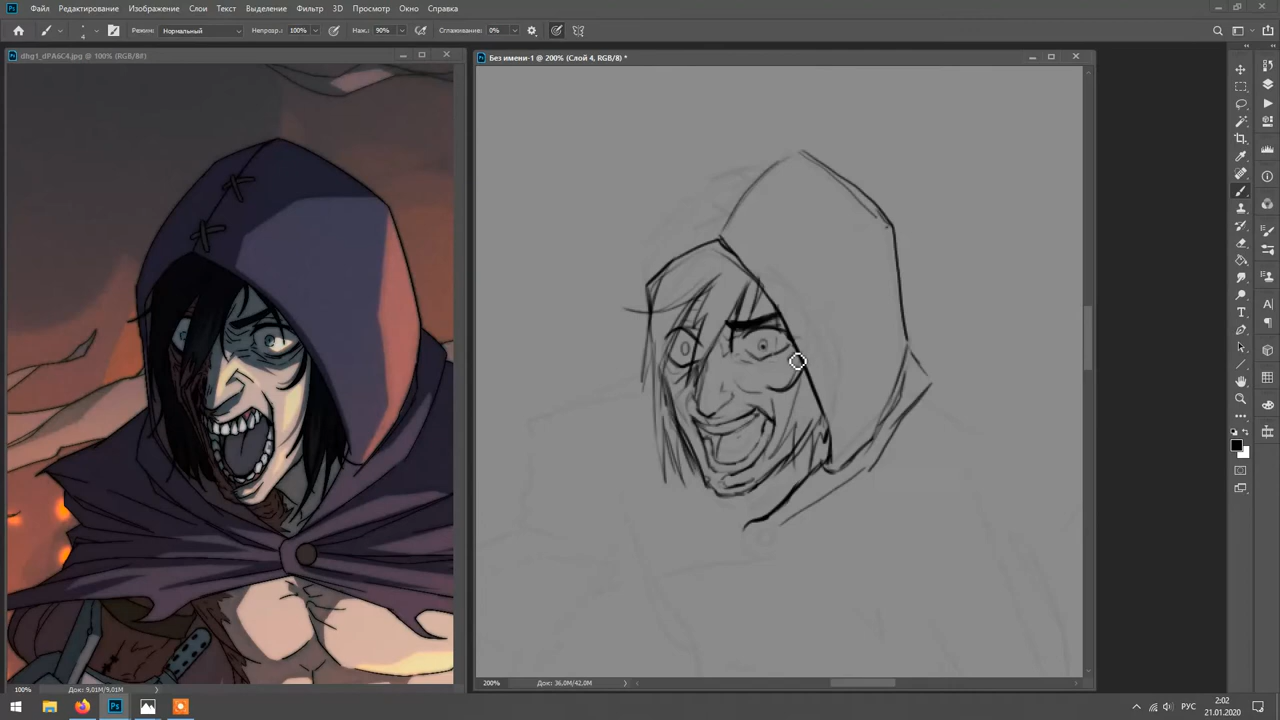 Файл Редактирование Изображение Слои Текст Выделение Фильтр 3D Просмотр Окно Справка
4 Режим: Нормальный Непрозр.: 100% Наж.: 90% Сглаживание: 0%
dhg1_dPA6C4.jpg @ 100% (RGB/8#)
Без имени-1 @ 200% (Слой 4, RGB/8) *
100% Док: 9,01M/9,01M
200% Док: 36,0M/42,0M
РУС
2:02
21.01.2020